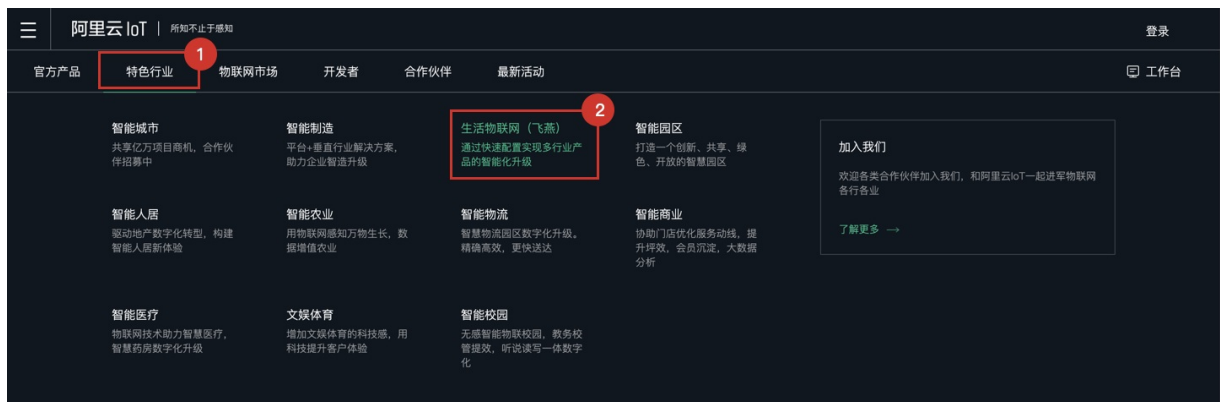 阿里云 IoT | 所知不止于感知
登录
1
官方产品 特色行业 物联网市场 开发者 合作伙伴 最新活动 工作台
2
智能城市
共享亿万项目商机，合作伙
伴招募中
智能制造
平台+垂直行业解决方案，
助力企业智造升级
生活物联网（飞燕）
通过快速配置实现多行业产
品的智能化升级
智能园区
打造一个创新、共享、绿
色、开放的智慧园区
加入我们
欢迎各类合作伙伴加入我们，和阿里云IoT一起进军物联网
各行各业
了解更多 →
智能人居
驱动地产数字化转型，构建
智能人居新体验
智能农业
用物联网感知万物生长，数
据增值农业
智能物流
智慧物流园区数字化升级。
精确高效，更快送达
智能商业
协助门店优化服务动线，提
升坪效，会员沉淀，大数据
分析
智能医疗
物联网技术助力智慧医疗，
智慧药房数字化升级
文娱体育
增加文娱体育的科技感，用
科技提升客户体验
智能校园
无感智能物联校园，教务校
管提效，听说读写一体数字
化